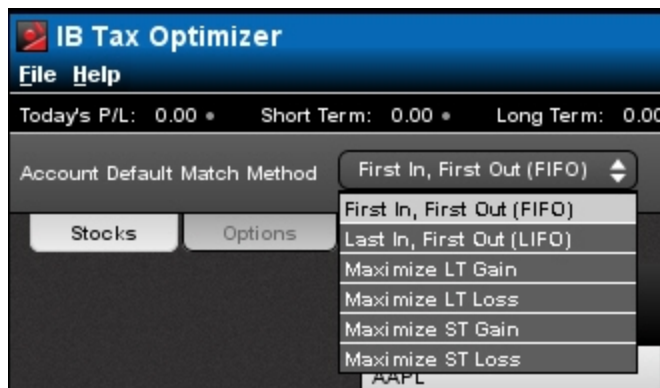 IB Tax Optimizer
File Help
Today's P/L: 0.00 Short Term: 0.00 Long Term: 0.00
Account Default Match Method First In, First Out (FIFO)
First In, First Out (FIFO)
Stocks Options Last In, First Out (LIFO)
Maximize LT Gain
Maximize LT Loss
Maximize ST Gain
Maximize ST Loss
AAPL